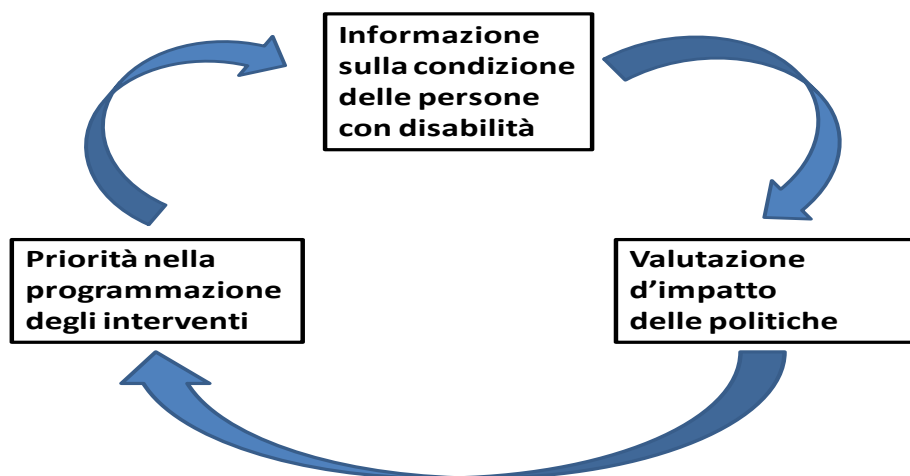 Informazione
sulla condizione
delle persone
con disabilità
Priorità nella
programmazione
degli interventi
Valutazione
d'impatto
delle politiche